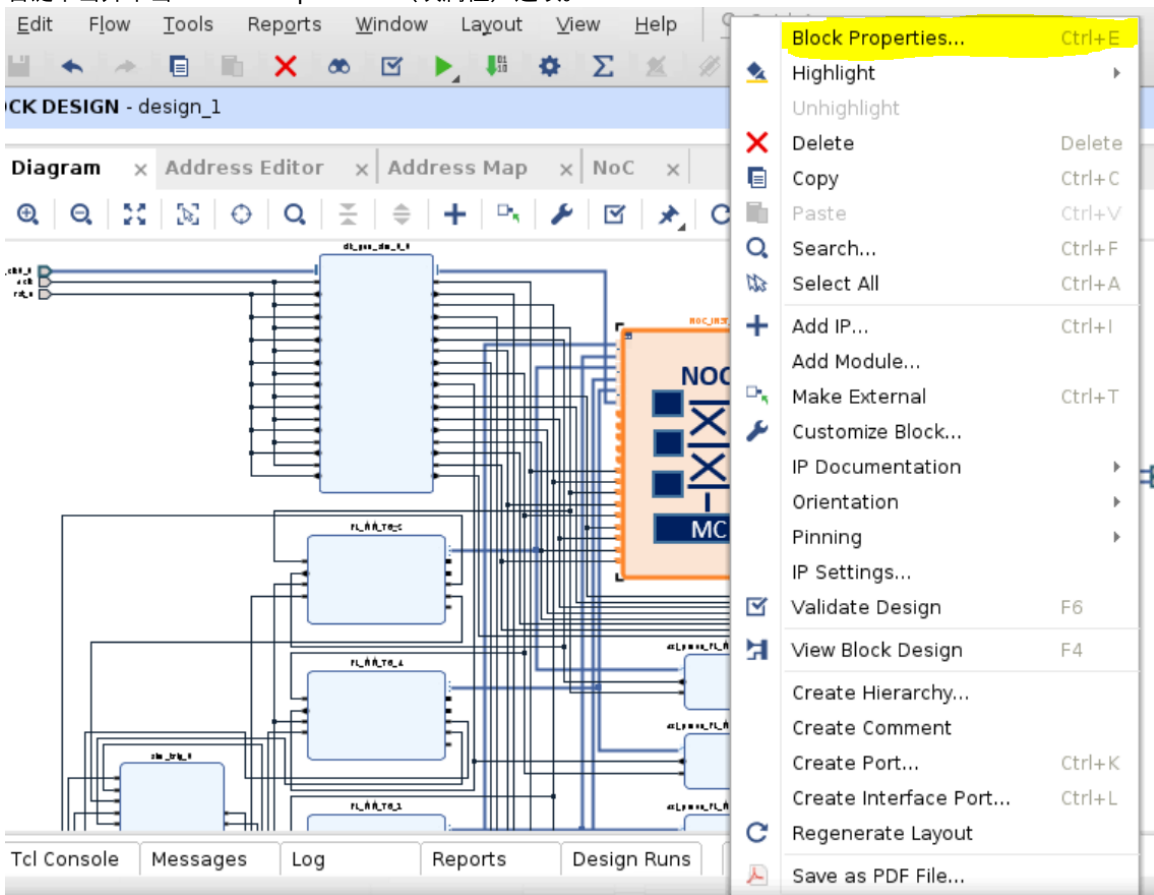 Edit Flow Tools Reports Window Layout View Help
CK DESIGN - design_1
Diagram Address Editor Address Map NoC
NOC
MC
Block Properties... Ctrl+E
Highlight
Unhighlight
Delete Delete
Copy Ctrl+C
Paste Ctrl+V
Search... Ctrl+F
Select All Ctrl+A
Add IP... Ctrl+I
Add Module...
Make External Ctrl+T
Customize Block...
IP Documentation
Orientation
Pinning
IP Settings...
Validate Design F6
View Block Design F4
Create Hierarchy...
Create Comment
Create Port... Ctrl+K
Create Interface Port... Ctrl+L
Regenerate Layout
Save as PDF File...
Tcl Console Messages Log Reports Design Runs